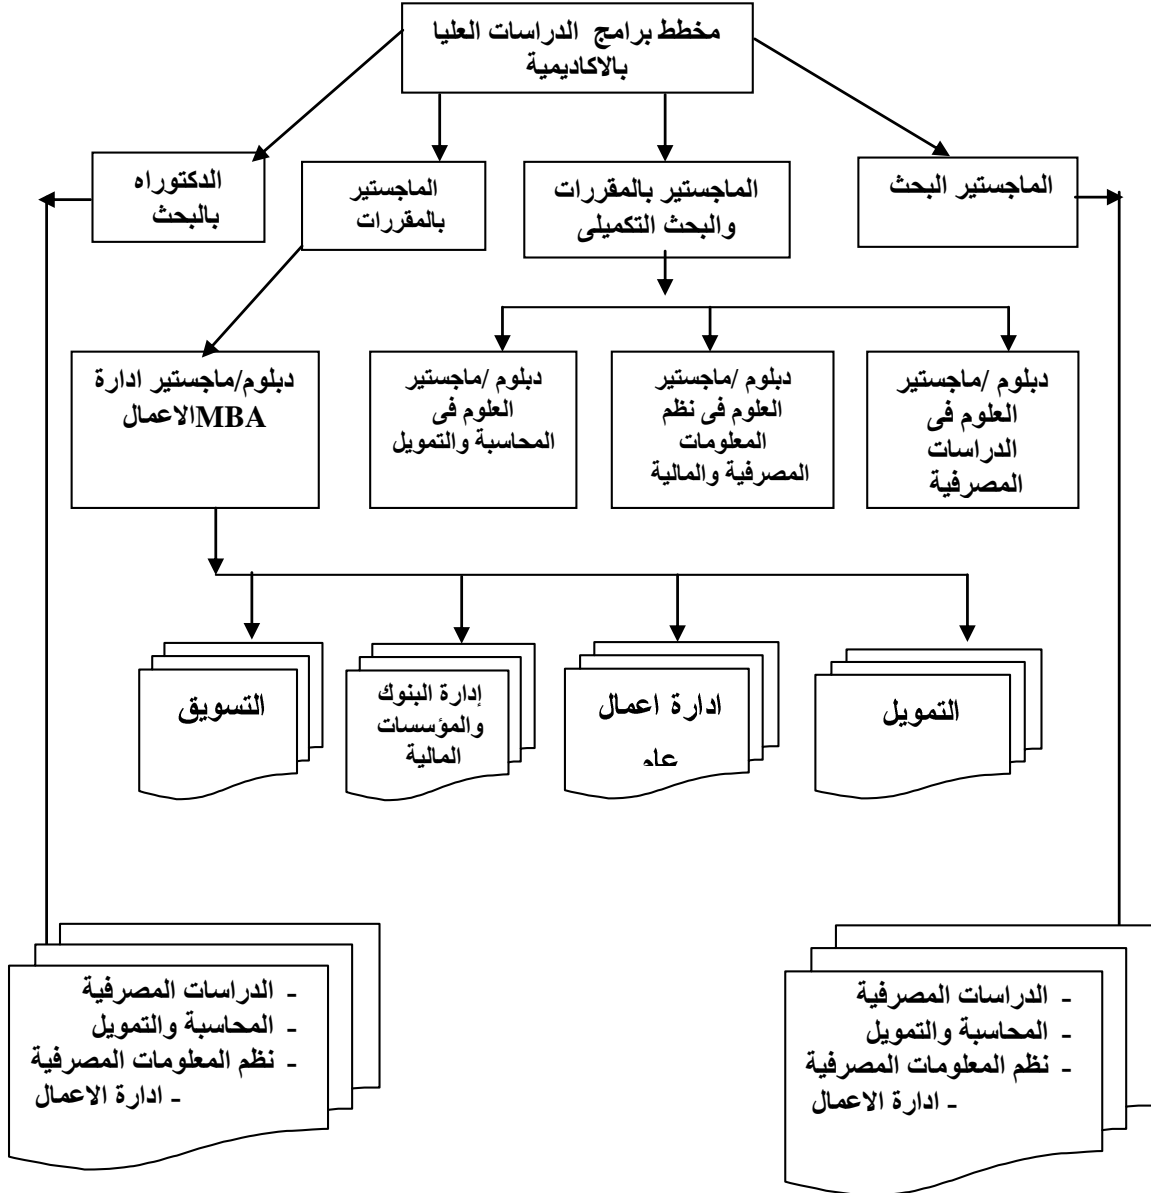 مخطط برامج الدراسات العليا
بالاكاديمية
الماجستير البحث
الماجستير بالمقررات
والبحث التكميلى
الماجستير
بالمقررات
الدكتوراه
بالبحث
دبلوم /ماجستير
العلوم فى
الدراسات
المصرفية
دبلوم /ماجستير
العلوم فى نظم
المعلومات
المصرفية والمالية
دبلوم /ماجستير
العلوم فى
المحاسبة والتمويل
دبلوم/ماجستير ادارة
الاعمالMBA
التمويل
ادارة اعمال
عام
إدارة البنوك
والمؤسسات
المالية
التسويق
- الدراسات المصرفية
- المحاسبة والتمويل
- نظم المعلومات المصرفية
- ادارة الاعمال
- الدراسات المصرفية
- المحاسبة والتمويل
- نظم المعلومات المصرفية
- ادارة الاعمال